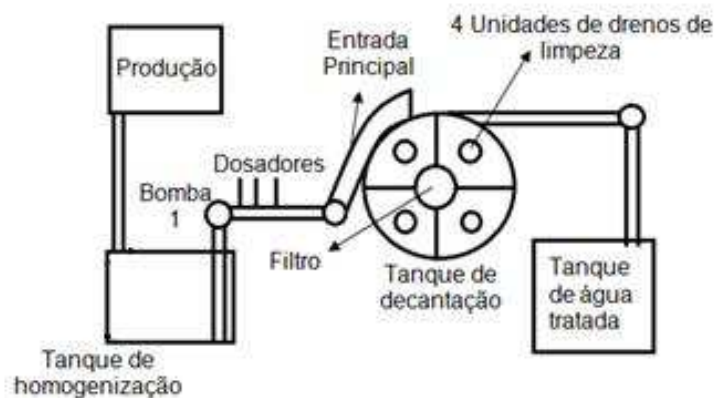 4 Unidades de drenos de
limpeza
Entrada
Principal
Produção
Dosadores
Bomba
1
Filtro
Tanque de
decantação
Tanque
de água
tratada
Tanque de
homogenização